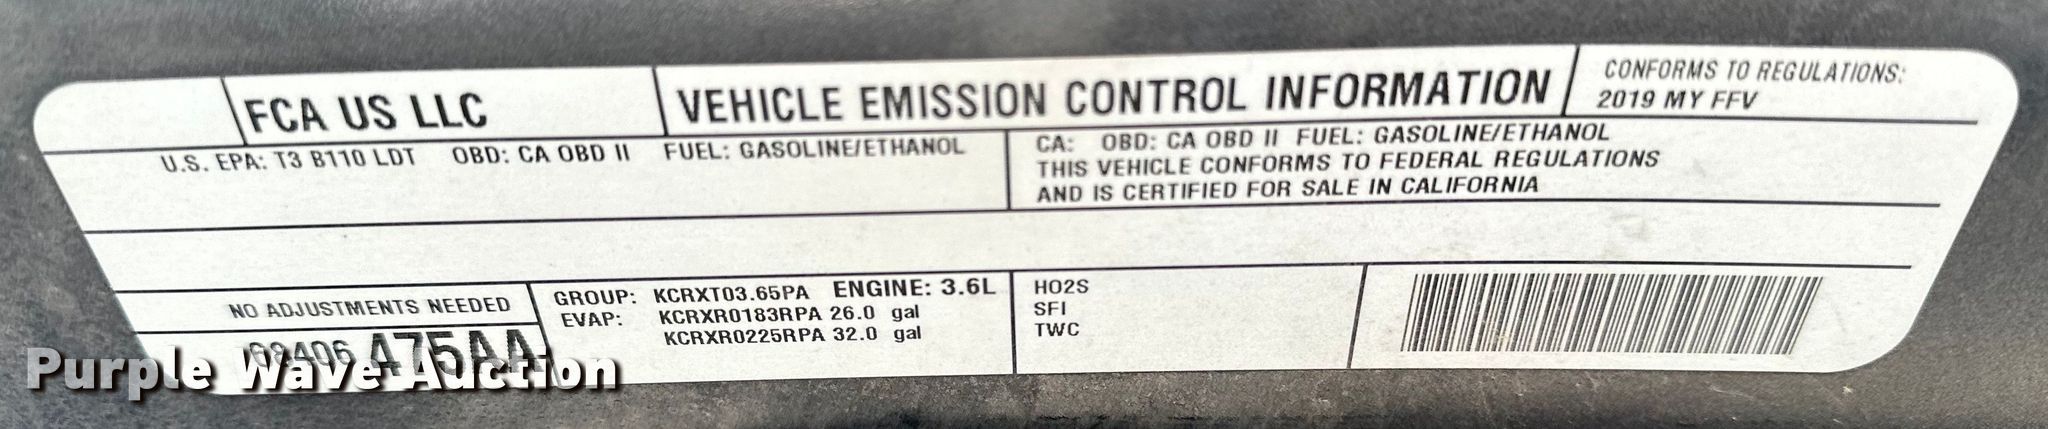 FCA US LLC
VEHICLE EMISSION CONTROL INFORMATION
CONFORMS TO REGULATIONS:
2019 MY FFV
U.S. EPA: T3 B110 LDT OBD: CA OBD II FUEL: GASOLINE/ETHANOL
CA: OBD: CA OBD II FUEL: GASOLINE/ETHANOL
THIS VEHICLE CONFORMS TO FEDERAL REGULATIONS
AND IS CERTIFIED FOR SALE IN CALIFORNIA
NO ADJUSTMENTS NEEDED
68406 475AA
GROUP: KCRXT03.65PA ENGINE: 3.6L
EVAP: KCRXR0183RPA 26.0 gal
KCRXR0225RPA 32.0 gal
HO2S
SFI
TWC
Purple Wave Auction